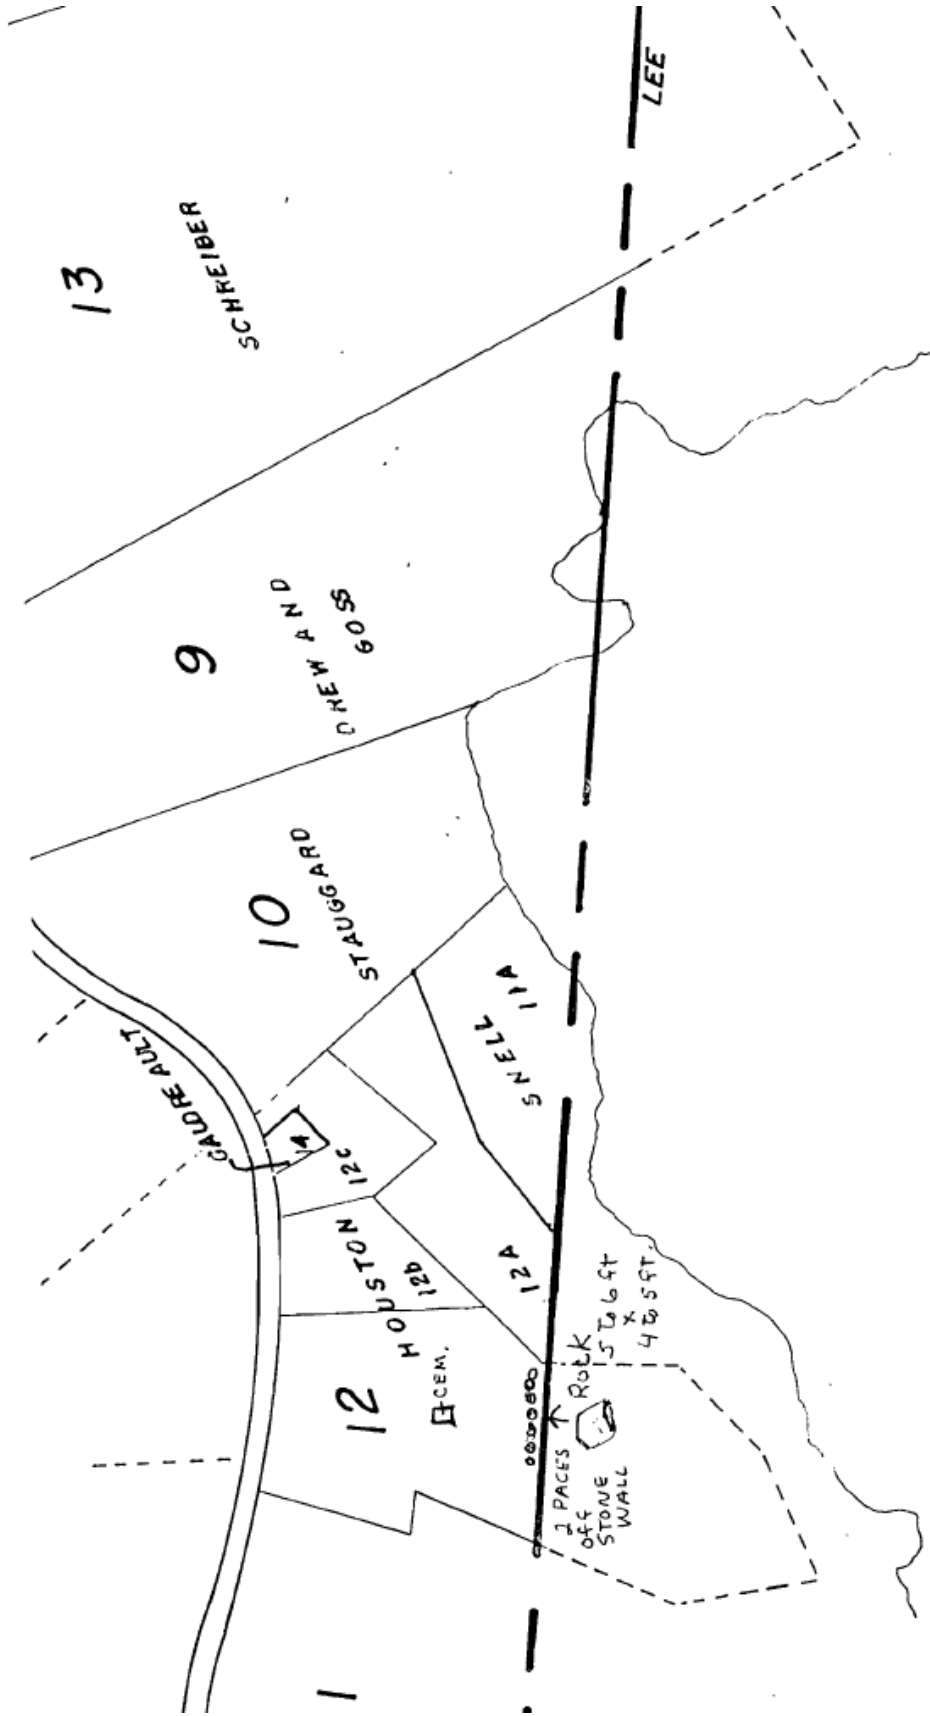 LEE
13
SCHREIBER
9
DREW AND
GOSS
10
STAUGGARD
GAUDREAULT
14
12C
SNELL
11A
HOUSTON
12b
12A
12
CEM.
ROCK
5 to 6 ft
x
4 to 5 FT.
2 PACES
off
STONE
WALL
1